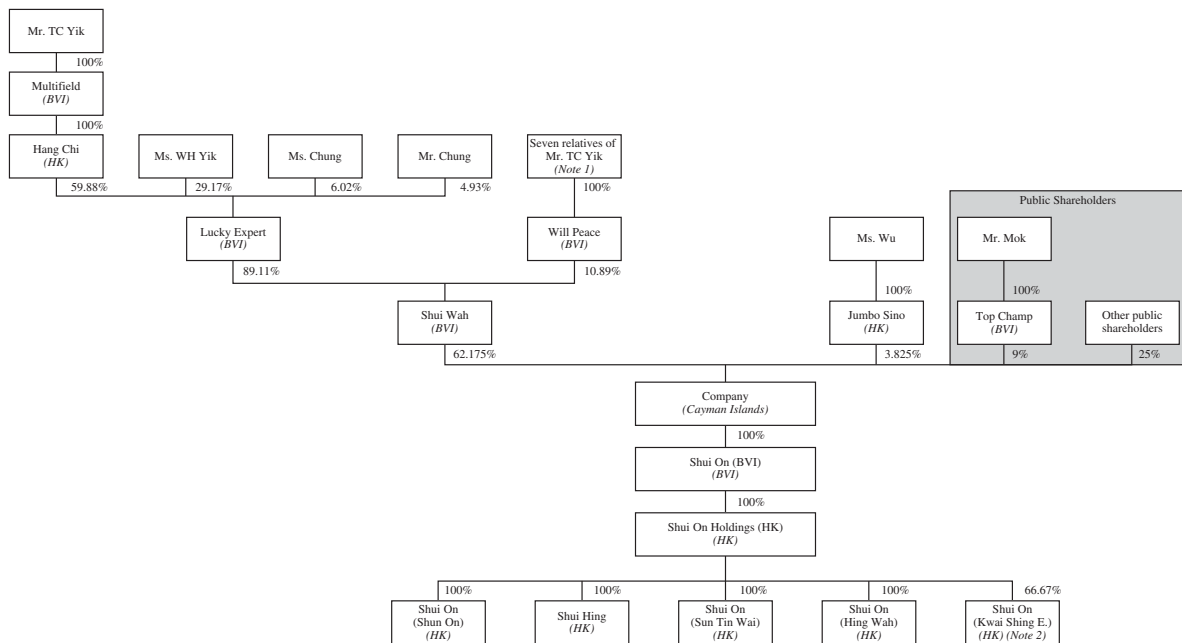 Mr. TC Yik
100%
Multifield
(BVI)
100%
Hang Chi
(HK)
Ms. WH Yik
Ms. Chung
Mr. Chung
Seven relatives of
Mr. TC Yik
(Note 1)
59.88%
29.17%
6.02%
4.93%
100%
Public Shareholders
Lucky Expert
(BVI)
Will Peace
(BVI)
Ms. Wu
Mr. Mok
89.11%
10.89%
100%
100%
Shui Wah
(BVI)
Jumbo Sino
(HK)
Top Champ
(BVI)
Other public
shareholders
62.175%
3.825%
9%
25%
Company
(Cayman Islands)
100%
Shui On (BVI)
(BVI)
100%
Shui On Holdings (HK)
(HK)
100%
100%
100%
100%
66.67%
Shui On
(Shun On)
(HK)
Shui Hing
(HK)
Shui On
(Sun Tin Wai)
(HK)
Shui On
(Hing Wah)
(HK)
Shui On
(Kwai Shing E.)
(HK) (Note 2)